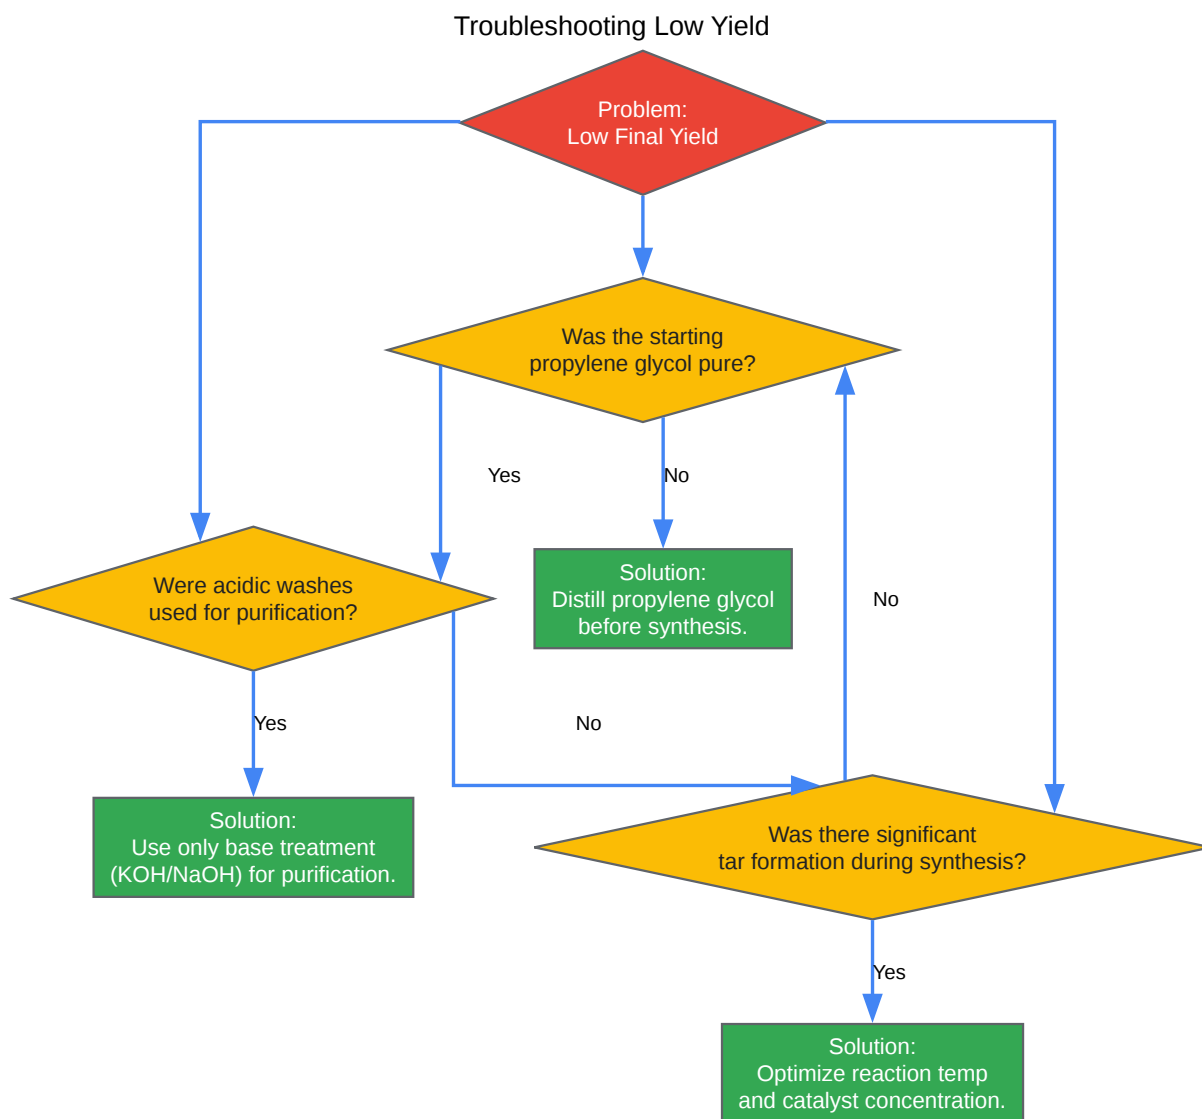 Troubleshooting Low Yield
Problem:
Low Final Yield
Was the starting
propylene glycol pure?
Yes
No
Were acidic washes
used for purification?
Solution:
Distill propylene glycol
before synthesis.
No
Yes
No
Solution:
Use only base treatment
(KOH/NaOH) for purification.
Was there significant
tar formation during synthesis?
Yes
Solution:
Optimize reaction temp
and catalyst concentration.